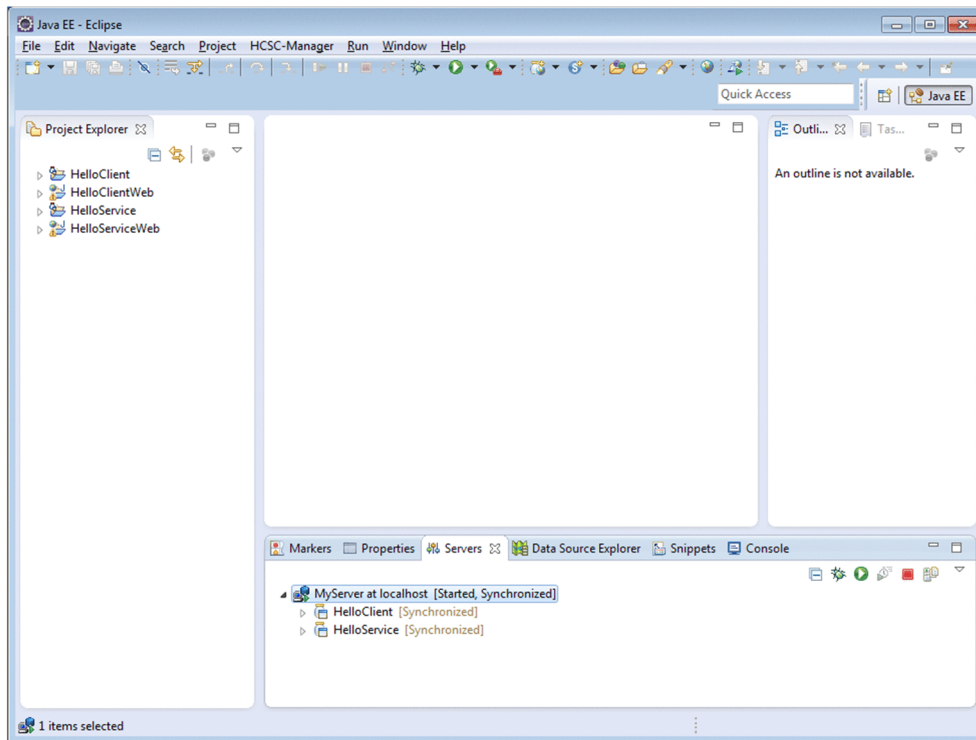 Java EE - Eclipse
File Edit Navigate Search Project HCSC-Manager Run Window Help
Quick Access
Java EE
Project Explorer
HelloClient
HelloClientWeb
HelloService
HelloServiceWeb
Outli...
Tas...
An outline is not available.
Markers Properties Servers Data Source Explorer Snippets Console
MyServer at localhost [Started, Synchronized]
HelloClient [Synchronized]
HelloService [Synchronized]
1 items selected